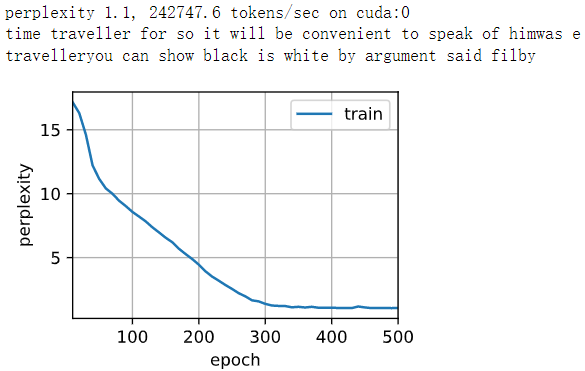 perplexity 1.1, 242747.6 tokens/sec on cuda:0
time traveller for so it will be convenient to speak of himwas e
travelleryou can show black is white by argument said filby
train
15
10
5
perplexity
100 200 300 400 500
epoch